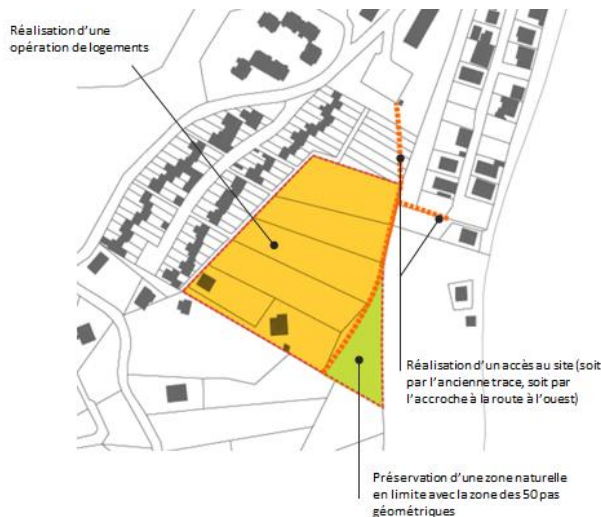 Réalisation d'une
opération de logements
Réalisation d'un accès au site (soit
par l'ancienne trace, soit par
l'accroche à la route à l'ouest)
Préservation d'une zone naturelle
en limite avec la zone des 50 pas
géométriques